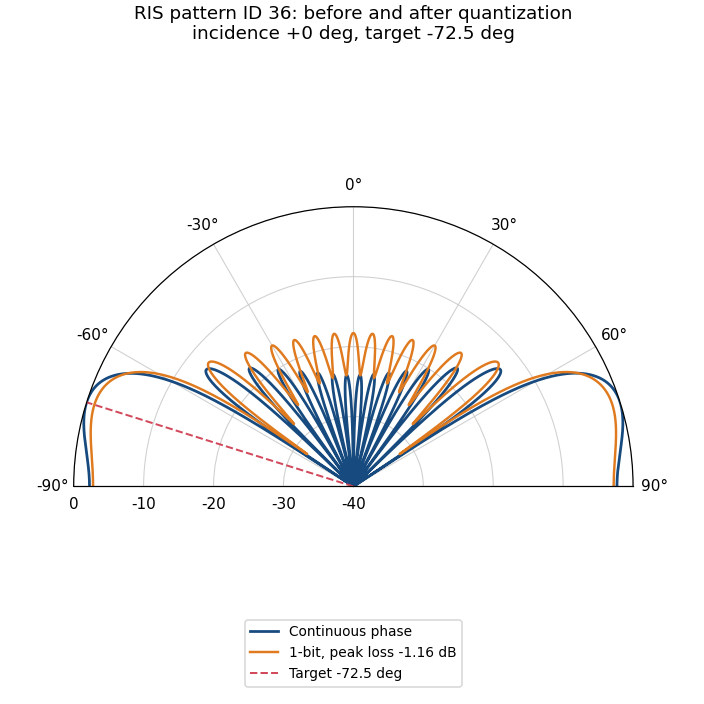 RIS pattern ID 36: before and after quantization
incidence +0 deg, target -72.5 deg
0°
-30°
30°
-60°
60°
-90°
90°
0
-10
-20
-30
-40
Continuous phase
1-bit, peak loss -1.16 dB
Target -72.5 deg